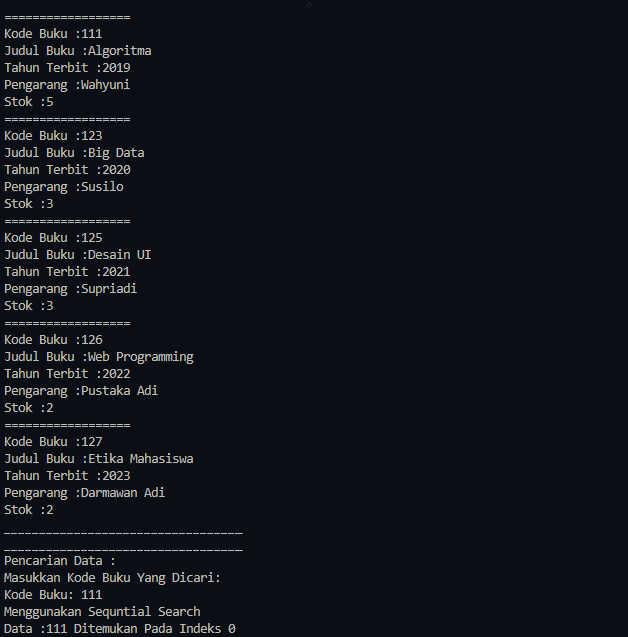 ==================
Kode Buku :111
Judul Buku :Algoritma
Tahun Terbit :2019
Pengarang :Wahyuni
Stok :5
==================
Kode Buku :123
Judul Buku :Big Data
Tahun Terbit :2020
Pengarang :Susilo
Stok :3
==================
Kode Buku :125
Judul Buku :Desain UI
Tahun Terbit :2021
Pengarang :Supriadi
Stok :3
==================
Kode Buku :126
Judul Buku :Web Programming
Tahun Terbit :2022
Pengarang :Pustaka Adi
Stok :2
==================
Kode Buku :127
Judul Buku :Etika Mahasiswa
Tahun Terbit :2023
Pengarang :Darmawan Adi
Stok :2
__________________________________
__________________________________
Pencarian Data :
Masukkan Kode Buku Yang Dicari:
Kode Buku: 111
Menggunakan Sequntial Search
Data :111 Ditemukan Pada Indeks 0